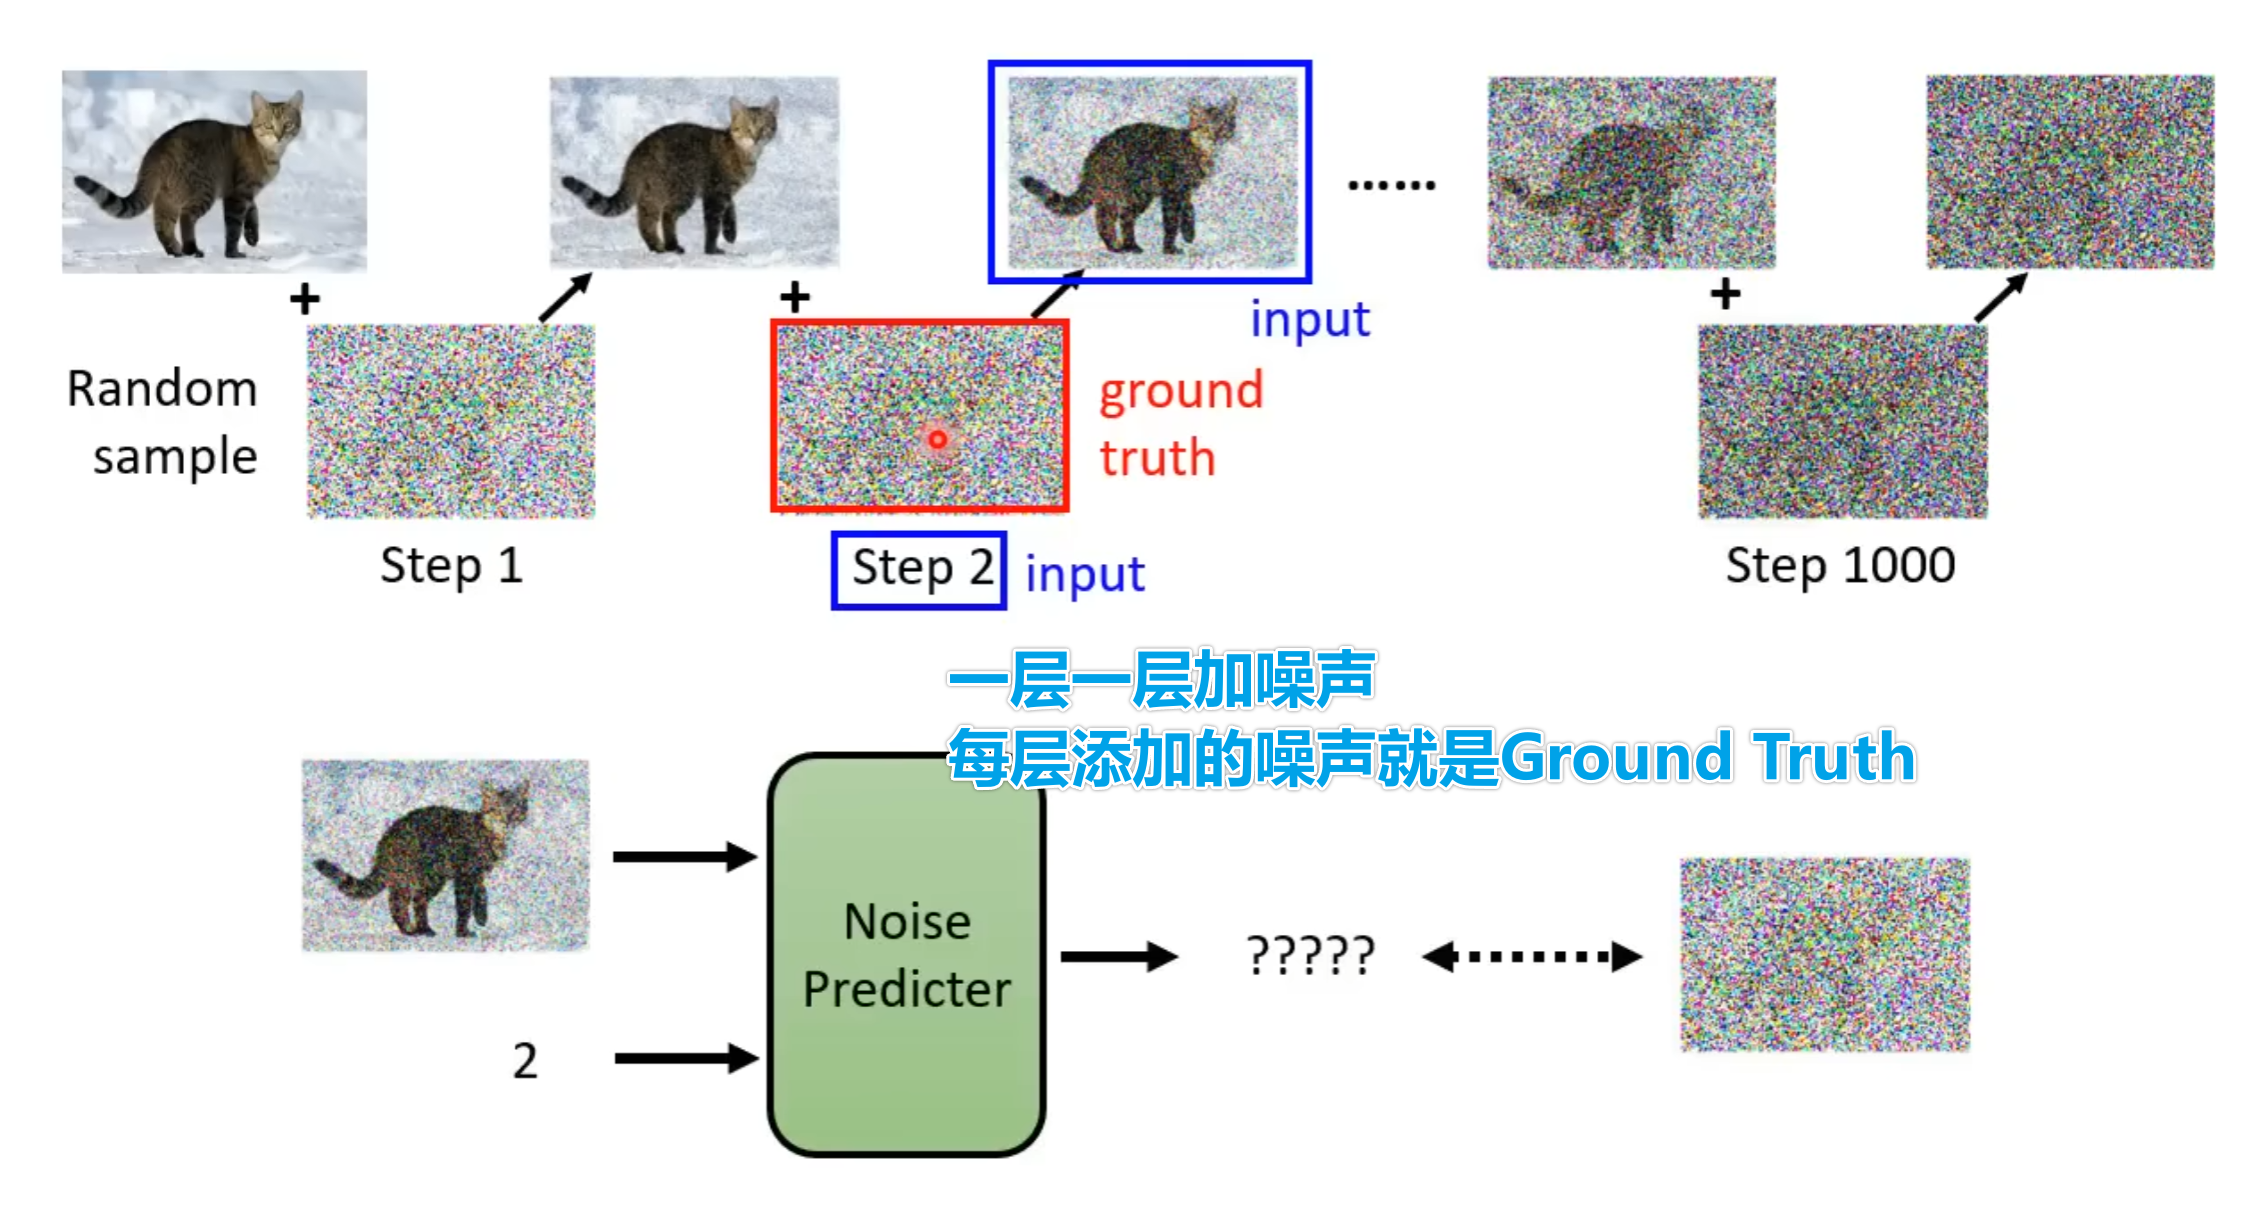 +
+
......
+
input
Random
sample
ground
truth
Step 1
Step 2
input
Step 1000
一层一层加噪声
每层添加的噪声就是Ground Truth
Noise
Predicter
?????
2